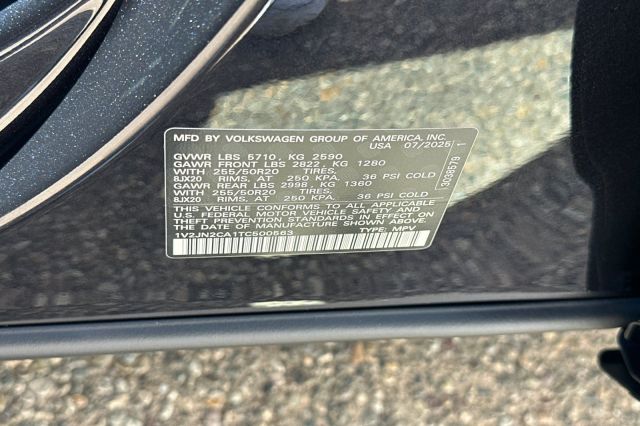 MFD BY VOLKSWAGEN GROUP OF AMERICA, INC.
USA 07/2025
GVWR LBS 5710, KG 2590
GAWR FRONT LBS 2822, KG 1280
WITH 255/50R20
8JX20 RIMS, AT 250 KPA, 36 PSI COLD
GAWR REAR LBS 2998, KG 1360
WITH 255/50R20
8JX20 RIMS, AT 250 KPA, 36 PSI COLD
THIS VEHICLE CONFORMS TO ALL APPLICABLE
U.S. FEDERAL MOTOR VEHICLE SAFETY AND
THEFT PREVENTION STANDARDS IN EFFECT ON
THE DATE OF MANUFACTURE SHOWN ABOVE.
1V2JN2CA1TC500563 TYPE: MPV
13038579 1